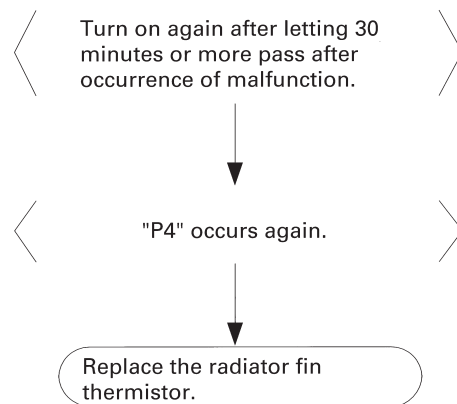 Turn on again after letting 30
minutes or more pass after
occurrence of malfunction.
"P4" occurs again.
Replace the radiator fin
thermistor.